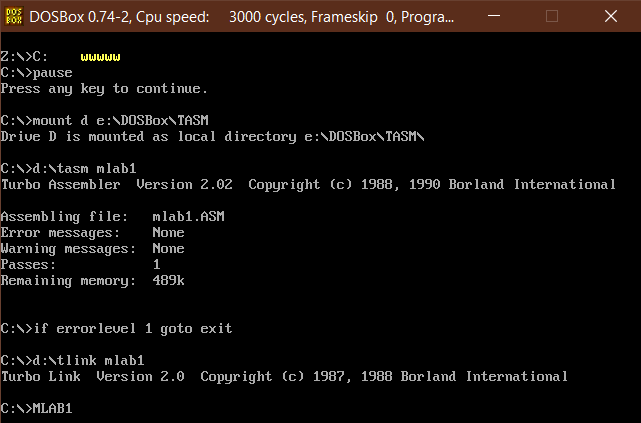 DOS BOX DOSBox 0.74-2, Cpu speed: 3000 cycles, Frameskip 0, Progra...
Z:\>C: wwwww
C:\>pause
Press any key to continue.
C:\>mount d e:\DOSBox\TASM
Drive D is mounted as local directory e:\DOSBox\TASM\
C:\>d:\tasm mlab1
Turbo Assembler Version 2.02 Copyright (c) 1988, 1990 Borland International
Assembling file: mlab1.ASM
Error messages: None
Warning messages: None
Passes: 1
Remaining memory: 489k
C:\>if errorlevel 1 goto exit
C:\>d:\tlink mlab1
Turbo Link Version 2.0 Copyright (c) 1987, 1988 Borland International
C:\>MLAB1